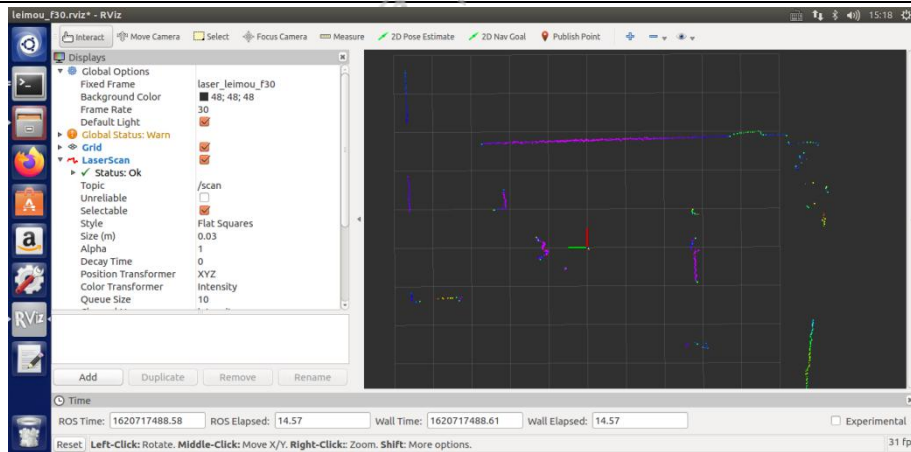 leimou_f30.rviz* - RViz
15:18
Interact Move Camera Select Focus Camera Measure 2D Pose Estimate 2D Nav Goal Publish Point
Displays
Global Options
Fixed Frame laser_leimou_f30
Background Color 48; 48; 48
Frame Rate 30
Default Light
Global Status: Warn
Grid
LaserScan
Status: Ok
Topic /scan
Unreliable
Selectable
Style Flat Squares
Size (m) 0.03
Alpha 1
Decay Time 0
Position Transformer XYZ
Color Transformer Intensity
Queue Size 10
RViz
Add Duplicate Remove Rename
Time
ROS Time: 1620717488.58 ROS Elapsed: 14.57 Wall Time: 1620717488.61 Wall Elapsed: 14.57 Experimental
Reset Left-Click: Rotate. Middle-Click: Move X/Y. Right-Click:: Zoom. Shift: More options. 31 fp